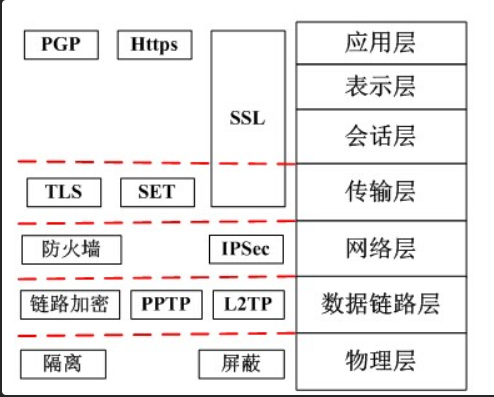 PGP Https 应用层
表示层
SSL
会话层
TLS SET 传输层
防火墙 IPSec 网络层
链路加密 PPTP L2TP 数据链路层
隔离 屏蔽 物理层